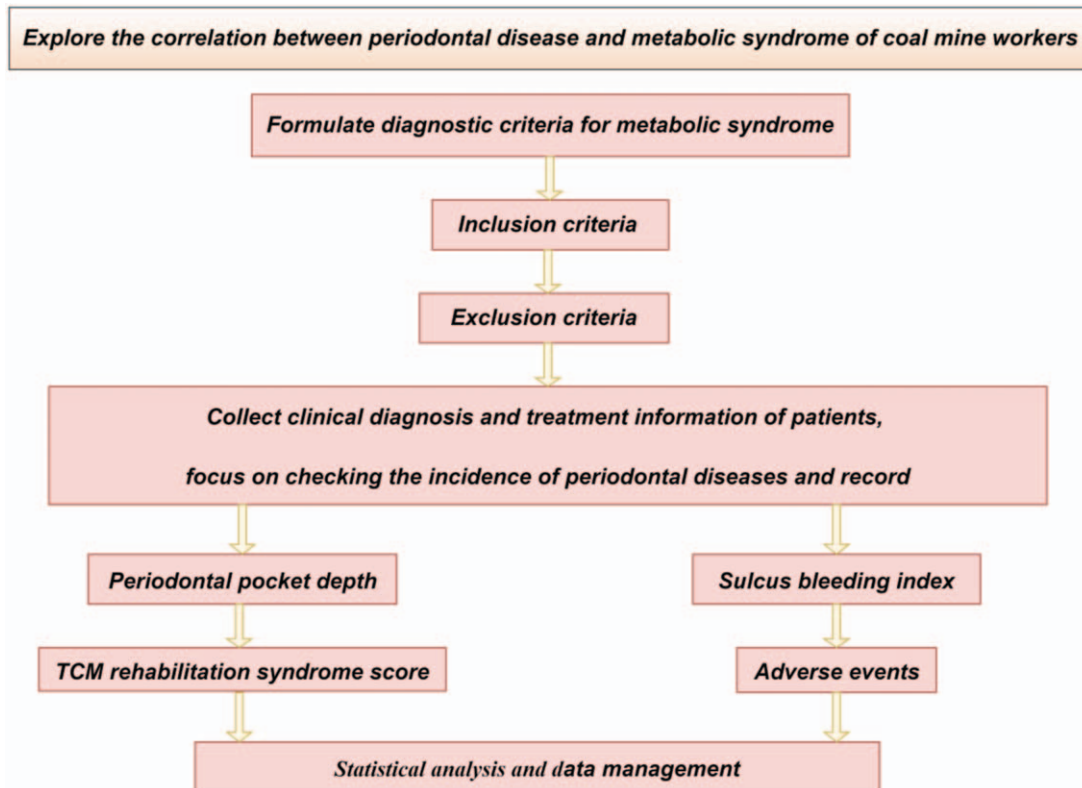 Explore the correlation between periodontal disease and metabolic syndrome of coal mine workers
Formulate diagnostic criteria for metabolic syndrome
Inclusion criteria
Exclusion criteria
Collect clinical diagnosis and treatment information of patients,
focus on checking the incidence of periodontal diseases and record
Periodontal pocket depth
Sulcus bleeding index
TCM rehabilitation syndrome score
Adverse events
Statistical analysis and data management